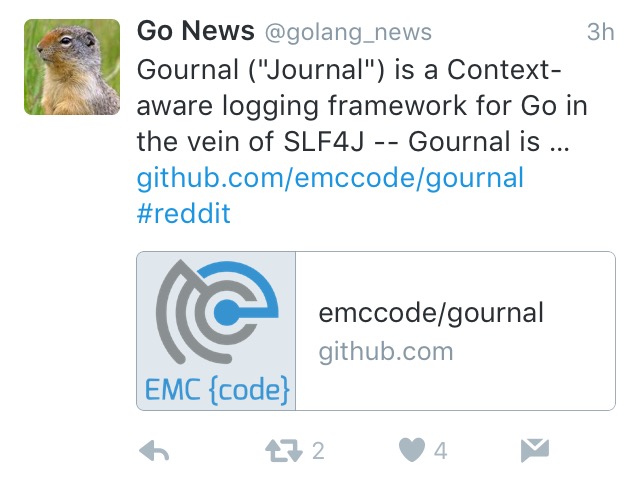 Go News @golang_news 3h
Gournal ("Journal") is a Context-
aware logging framework for Go in
the vein of SLF4J -- Gournal is ...
github.com/emccode/gournal
#reddit
EMC {code}
emccode/gournal
github.com
2
4